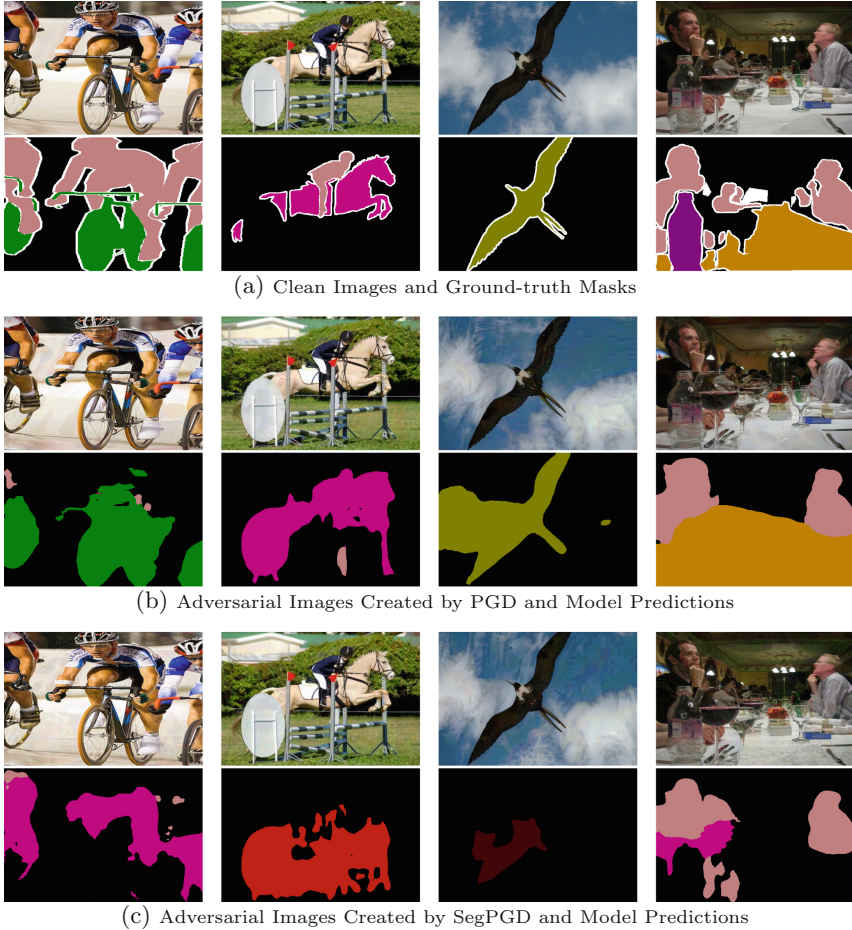 (a) Clean Images and Ground-truth Masks
(b) Adversarial Images Created by PGD and Model Predictions
(c) Adversarial Images Created by SegPGD and Model Predictions